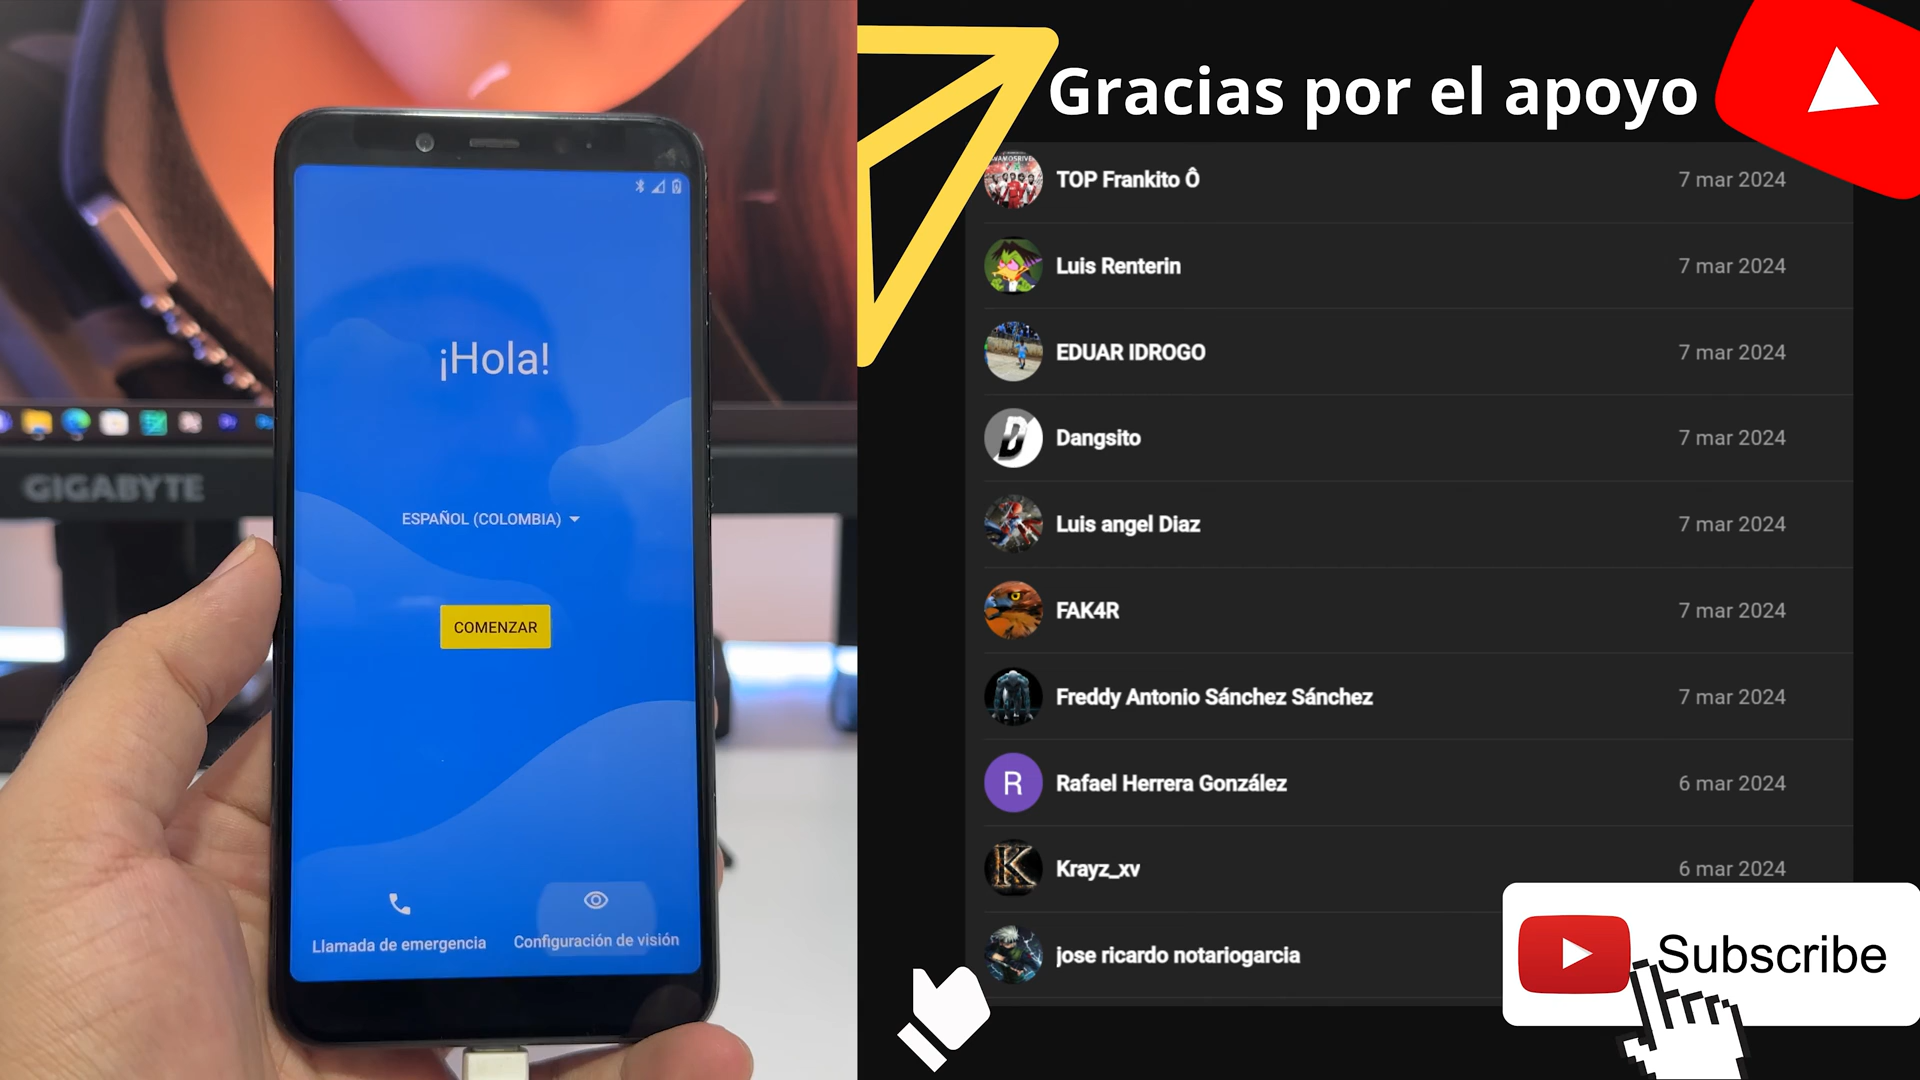 ¡Hola!
ESPAÑOL (COLOMBIA)
COMENZAR
Llamada de emergencia
Configuración de visión
GIGABYTE
Gracias por el apoyo
TOP Frankito Ô 7 mar 2024
Luis Renterin 7 mar 2024
EDUAR IDROGO 7 mar 2024
Dangsito 7 mar 2024
Luis angel Diaz 7 mar 2024
FAK4R 7 mar 2024
Freddy Antonio Sánchez Sánchez 7 mar 2024
R
Rafael Herrera González 6 mar 2024
K
Krayz_xv 6 mar 2024
jose ricardo notariogarcia
Subscribe